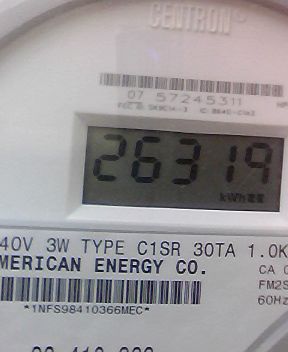 CENTRON®
07 57245311
26319
kWh
40V 3W TYPE C1SR 30TA 1.0K
MERICAN ENERGY CO.
CA 0
FM2S
60Hz
*1NFS98410366MEC*